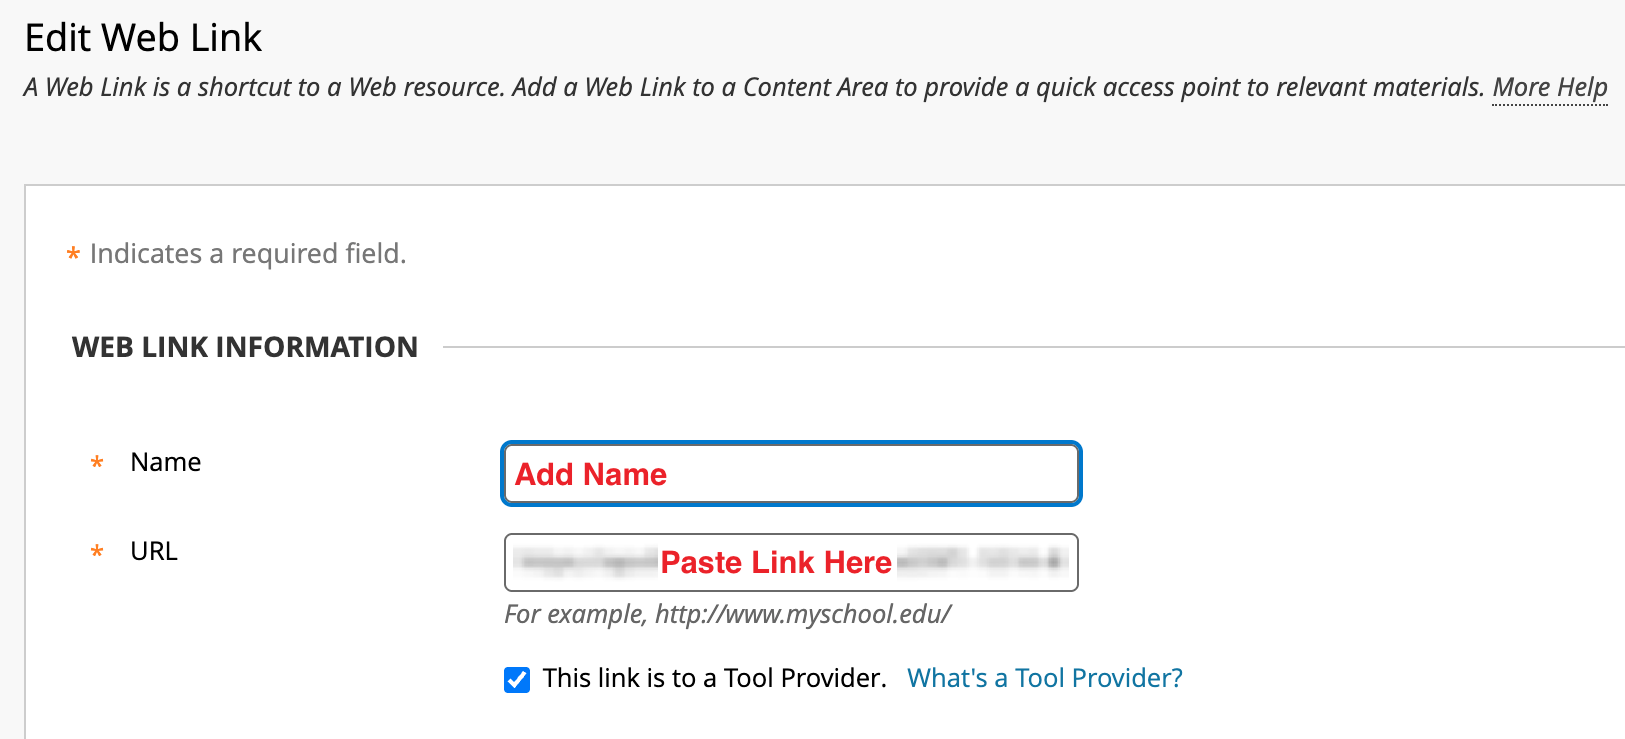 Edit Web Link
A Web Link is a shortcut to a Web resource. Add a Web Link to a Content Area to provide a quick access point to relevant materials. More Help
* Indicates a required field.
WEB LINK INFORMATION
* Name
Add Name
* URL
Paste Link Here
For example, http://www.myschool.edu/
This link is to a Tool Provider. What's a Tool Provider?